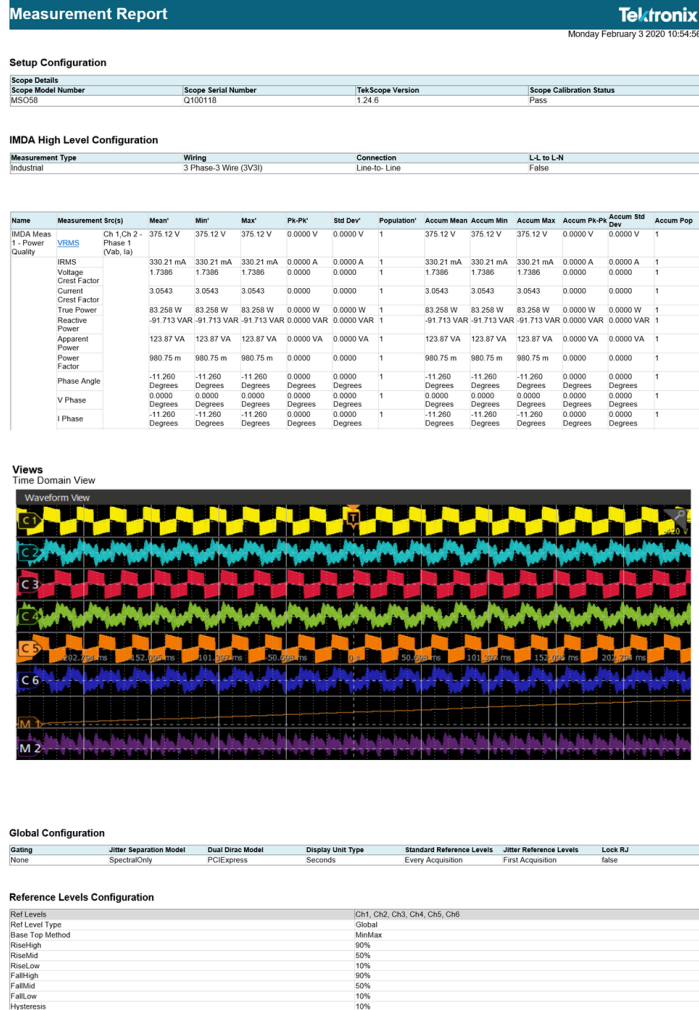 Measurement Report
Tektronix
Monday February 3 2020 10:54:56
Setup Configuration
Scope Details
Scope Model Number Scope Serial Number TekScope Version Scope Calibration Status
MSO58 Q100118 1.24.6 Pass
IMDA High Level Configuration
Measurement Type Wiring Connection L-L to L-N
Industrial 3 Phase-3 Wire (3V3I) Line-to- Line False
Name Measurement Src(s) Mean' Min' Max' Pk-Pk' Std Dev' Population' Accum Mean Accum Min Accum Max Accum Pk-Pk Accum Std Dev Accum Pop
IMDA Meas 1 - Power Quality VRMS Ch 1,Ch 2 - Phase 1 (Vab, Ia) 375.12 V 375.12 V 375.12 V 0.0000 V 0.0000 V 1 375.12 V 375.12 V 375.12 V 0.0000 V 0.0000 V 1
IRMS 330.21 mA 330.21 mA 330.21 mA 0.0000 A 0.0000 A 1 330.21 mA 330.21 mA 330.21 mA 0.0000 A 0.0000 A 1
Voltage Crest Factor 1.7386 1.7386 1.7386 0.0000 0.0000 1 1.7386 1.7386 1.7386 0.0000 0.0000 1
Current Crest Factor 3.0543 3.0543 3.0543 0.0000 0.0000 1 3.0543 3.0543 3.0543 0.0000 0.0000 1
True Power 83.258 W 83.258 W 83.258 W 0.0000 W 0.0000 W 1 83.258 W 83.258 W 83.258 W 0.0000 W 0.0000 W 1
Reactive Power -91.713 VAR -91.713 VAR -91.713 VAR 0.0000 VAR 0.0000 VAR 1 -91.713 VAR -91.713 VAR -91.713 VAR 0.0000 VAR 0.0000 VAR 1
Apparent Power 123.87 VA 123.87 VA 123.87 VA 0.0000 VA 0.0000 VA 1 123.87 VA 123.87 VA 123.87 VA 0.0000 VA 0.0000 VA 1
Power Factor 980.75 m 980.75 m 980.75 m 0.0000 0.0000 1 980.75 m 980.75 m 980.75 m 0.0000 0.0000 1
Phase Angle -11.260 Degrees -11.260 Degrees -11.260 Degrees 0.0000 Degrees 0.0000 Degrees 1 -11.260 Degrees -11.260 Degrees -11.260 Degrees 0.0000 Degrees 0.0000 Degrees 1
V Phase 0.0000 Degrees 0.0000 Degrees 0.0000 Degrees 0.0000 Degrees 0.0000 Degrees 1 0.0000 Degrees 0.0000 Degrees 0.0000 Degrees 0.0000 Degrees 0.0000 Degrees 1
I Phase -11.260 Degrees -11.260 Degrees -11.260 Degrees 0.0000 Degrees 0.0000 Degrees 1 -11.260 Degrees -11.260 Degrees -11.260 Degrees 0.0000 Degrees 0.0000 Degrees 1
Views
Time Domain View
Waveform View
C 1
T
C 2
C 3
C 4
C 5
0 s
C 6
M 1
M 2
Global Configuration
Gating Jitter Separation Model Dual Dirac Model Display Unit Type Standard Reference Levels Jitter Reference Levels Lock RJ
None SpectralOnly PCIExpress Seconds Every Acquisition First Acquisition false
Reference Levels Configuration
Ref Levels Ch1, Ch2, Ch3, Ch4, Ch5, Ch6
Ref Level Type Global
Base Top Method MinMax
RiseHigh 90%
RiseMid 50%
RiseLow 10%
FallHigh 90%
FallMid 50%
FallLow 10%
Hysteresis 10%